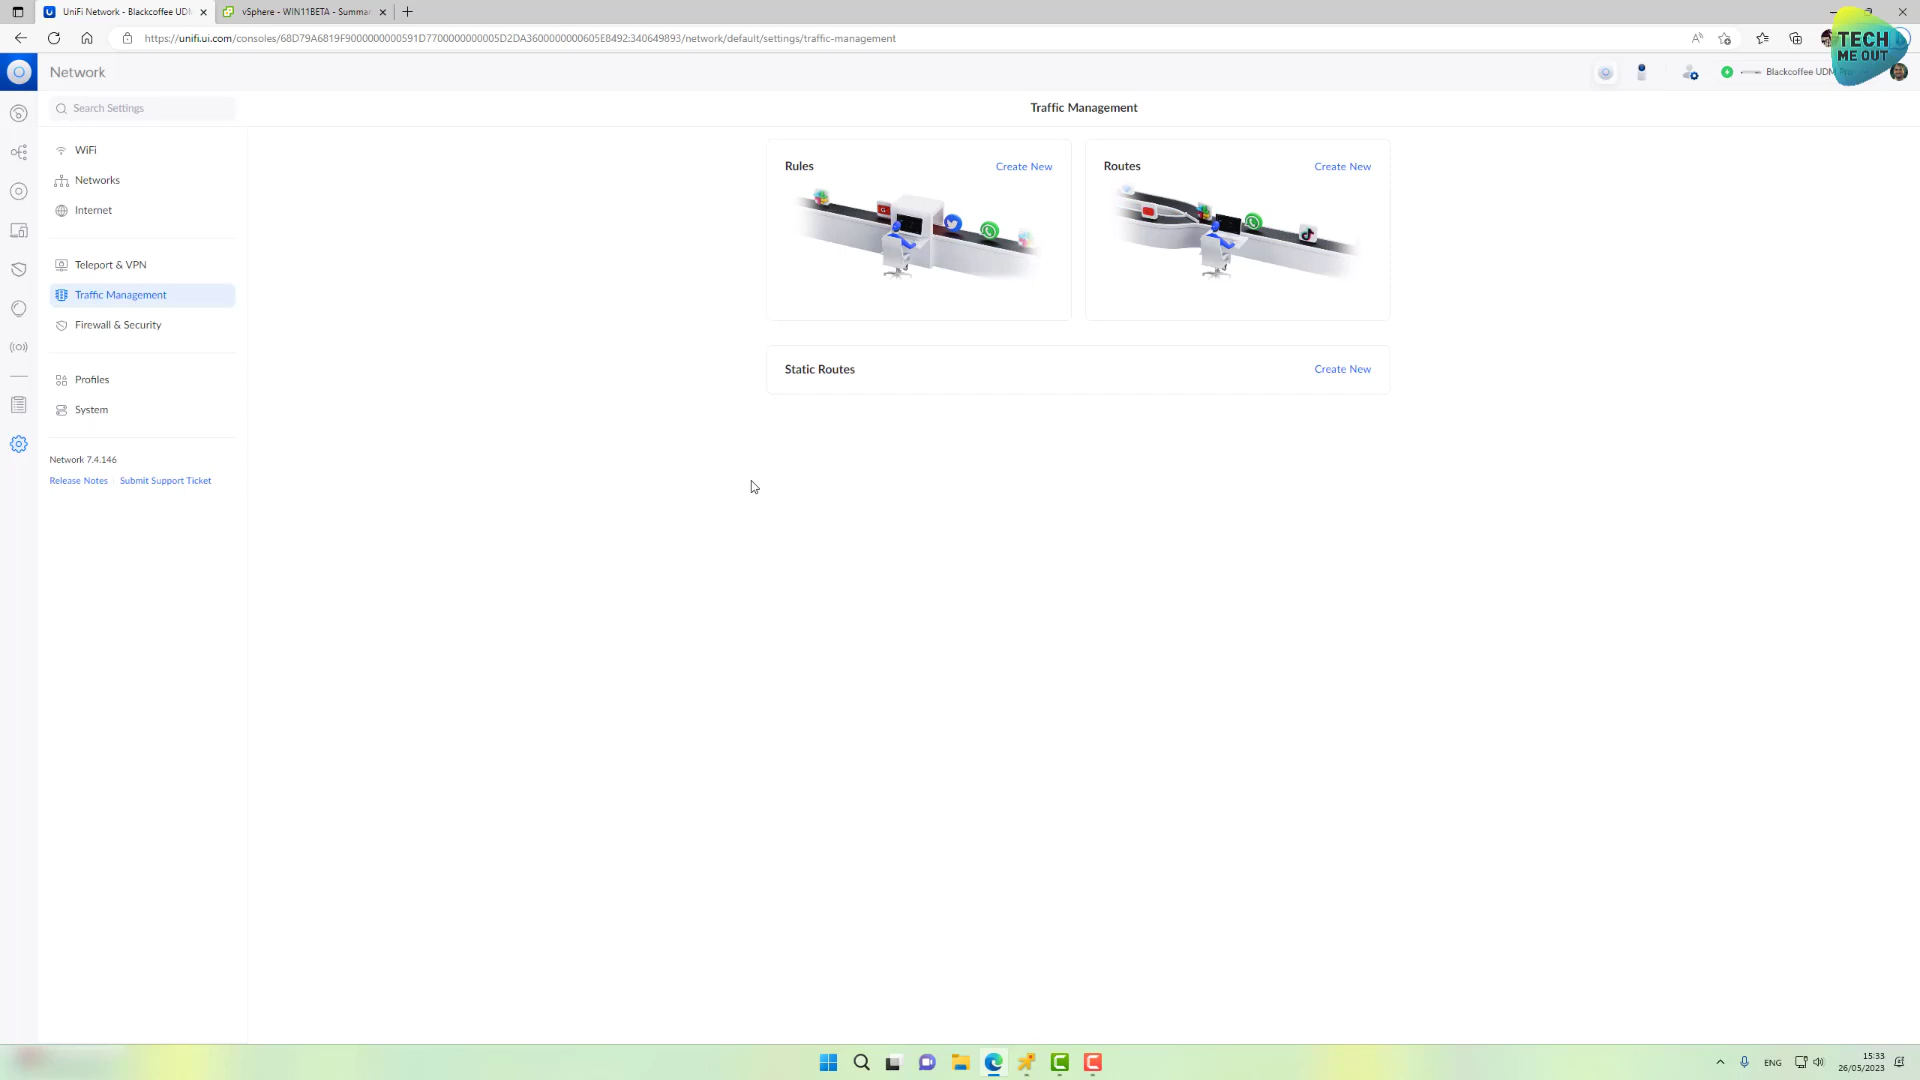 UniFi Network - Blackcoffee UDM
vSphere - WIN11BETA - Summar
https://unifi.ui.com/consoles/68D79A6819F9000000000591D7700000000005D2DA3600000000605E8492:340649893/network/default/settings/traffic-management
TECH
ME OUT
Network
Blackcoffee UDM
Search Settings
Traffic Management
WiFi
Networks
Internet
Teleport & VPN
Traffic Management
Firewall & Security
Profiles
System
Network 7.4.146
Release Notes
Submit Support Ticket
Rules
Create New
Routes
Create New
Static Routes
Create New
ENG
15:33
26/05/2023